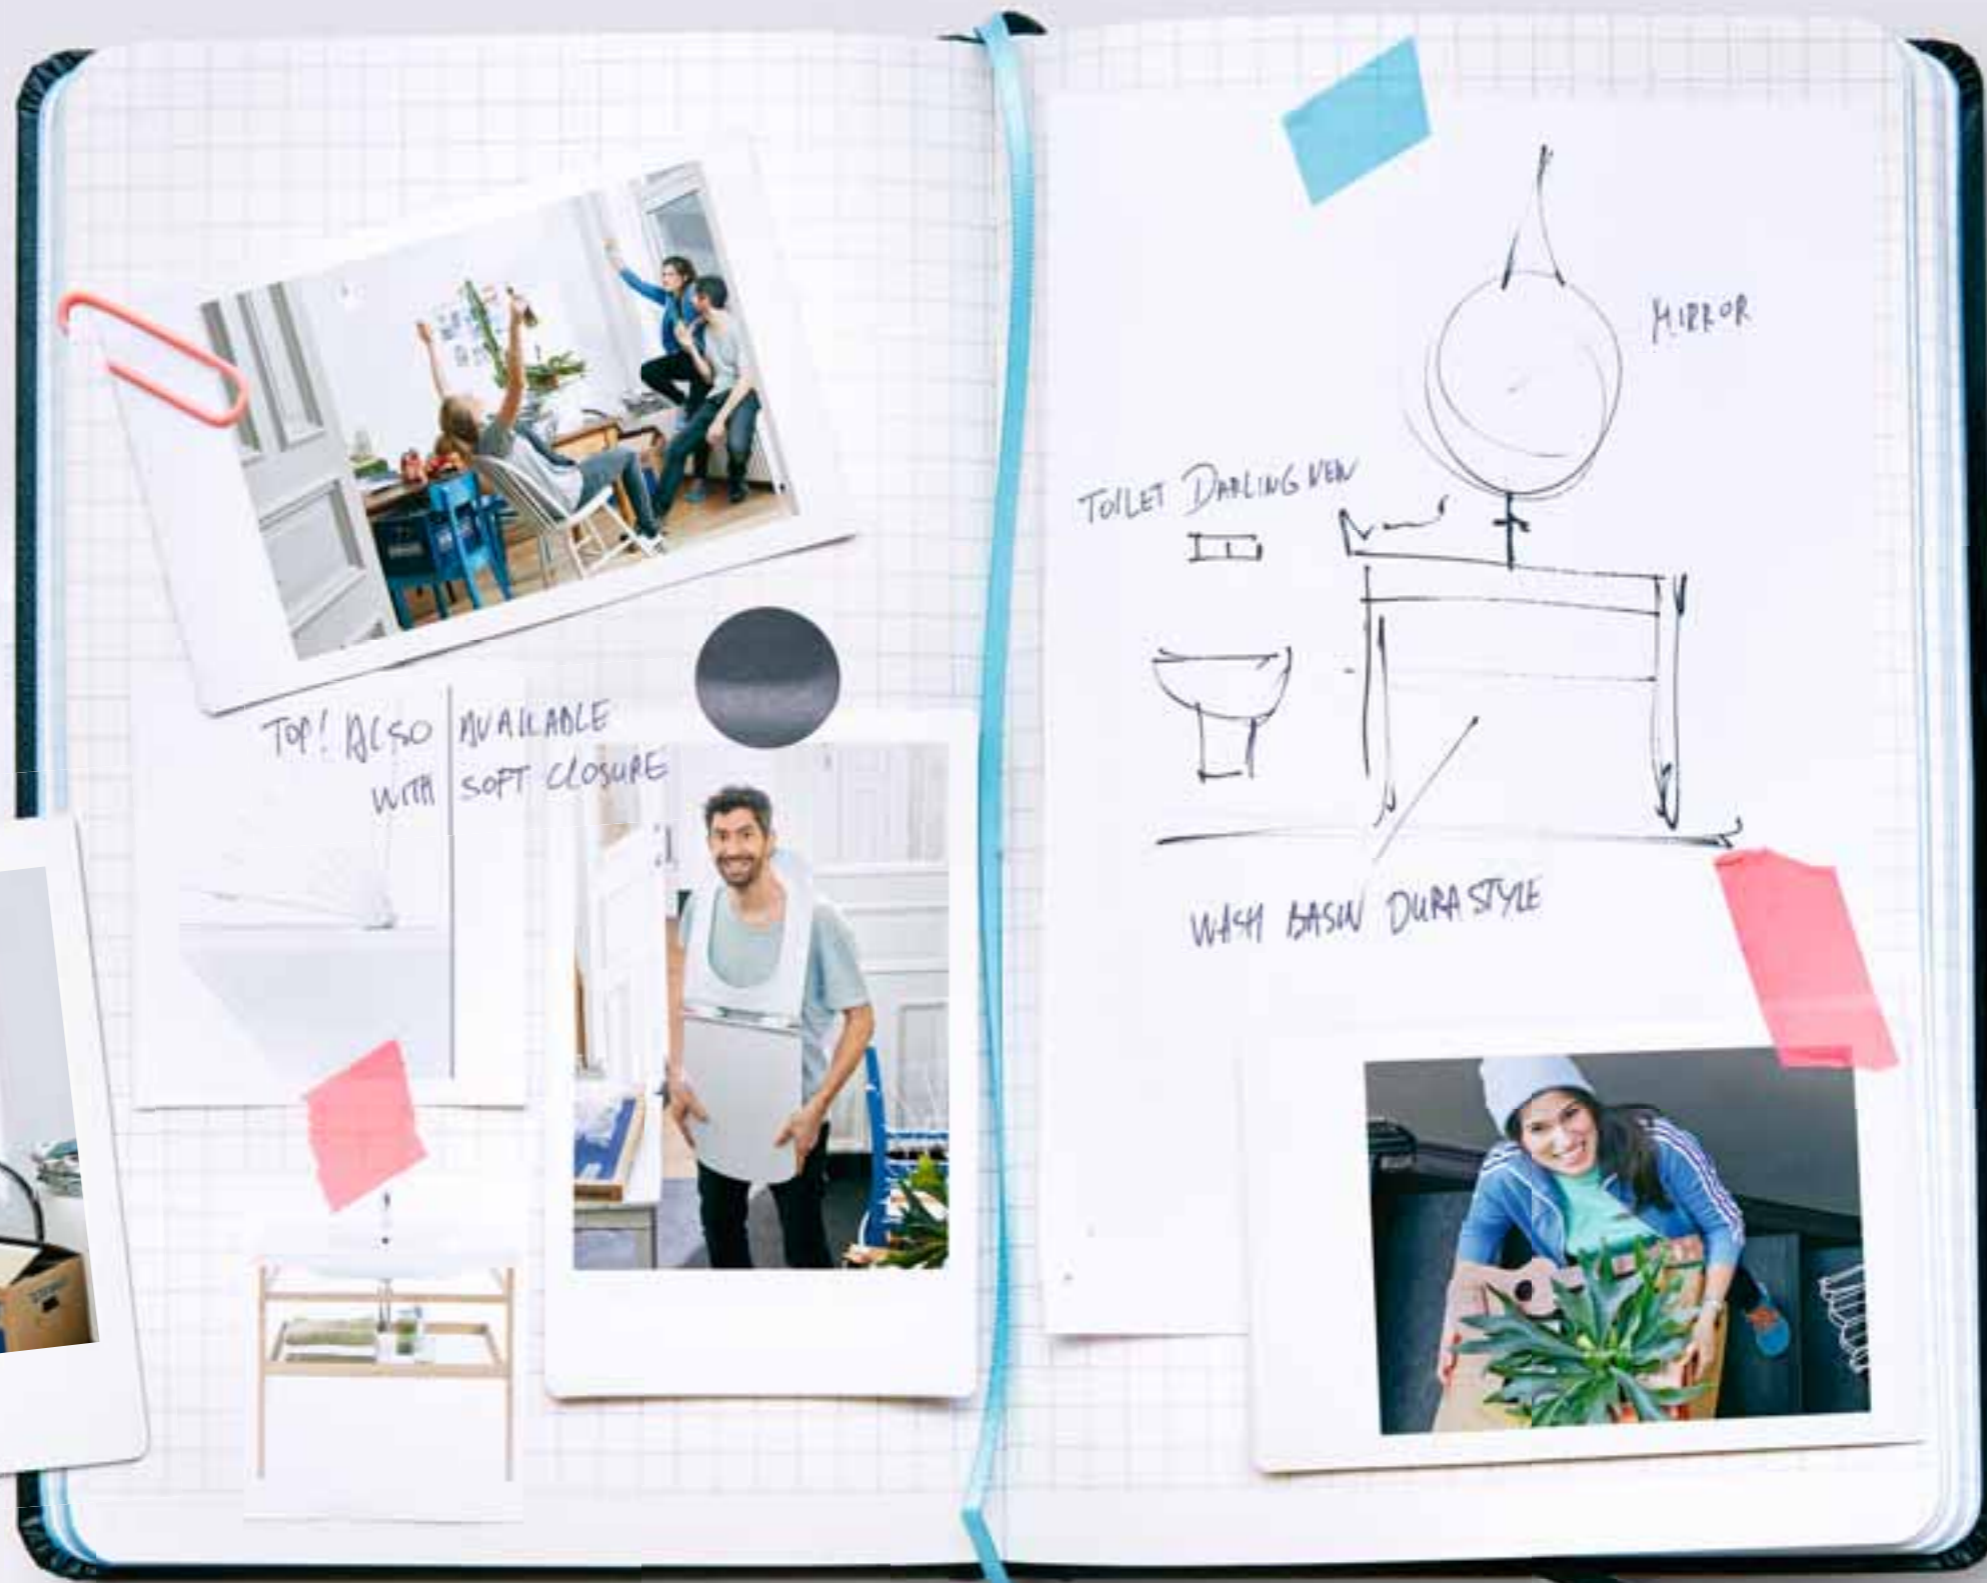 TOP! ALSO AVAILABLE
WITH SOFT CLOSURE
MIRROR
TOILET DARLING NEW
WASH BASIN DURASTYLE